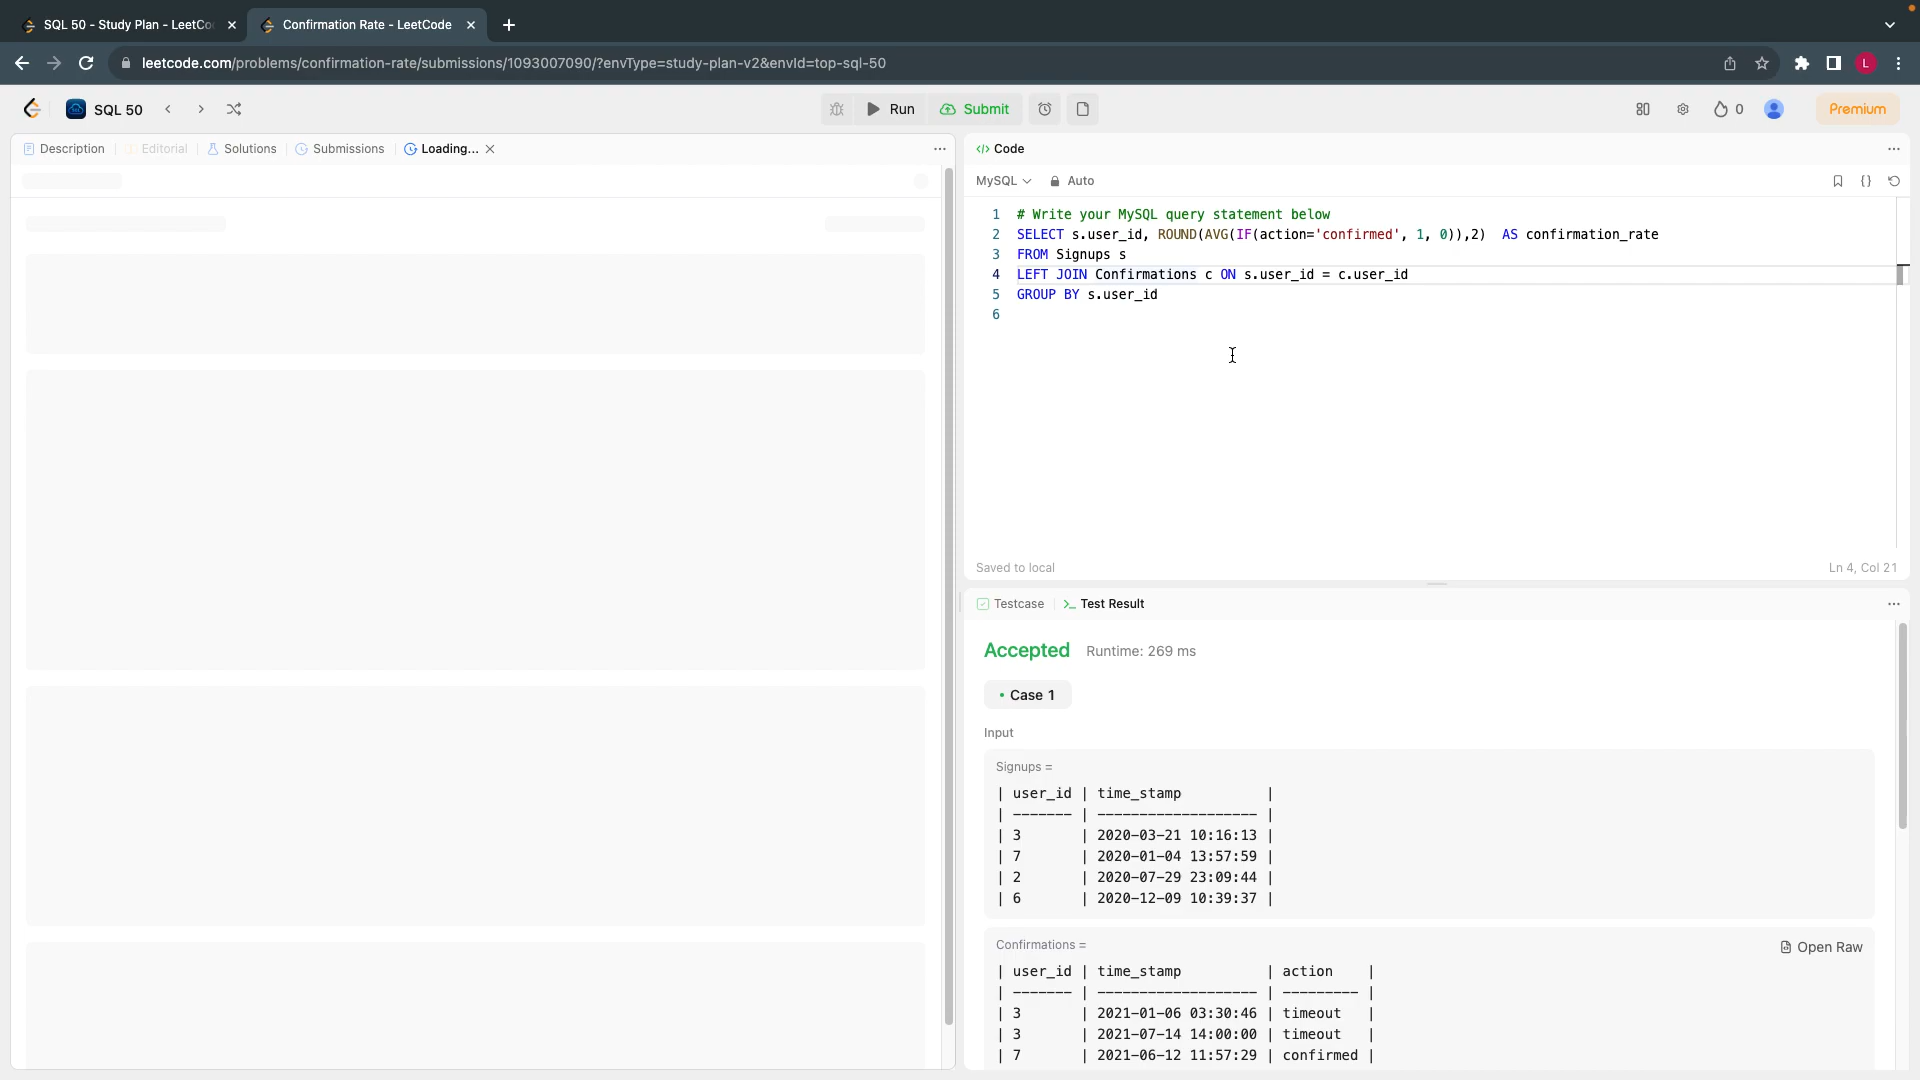 SQL 50 - Study Plan - LeetCo
Confirmation Rate - LeetCode
leetcode.com/problems/confirmation-rate/submissions/1093007090/?envType=study-plan-v2&envId=top-sql-50
L
SQL 50
Run
Submit
0
Premium
Description
Editorial
Solutions
Submissions
Loading...
</> Code
MySQL
Auto
{}
1 # Write your MySQL query statement below
2 SELECT s.user_id, ROUND(AVG(IF(action='confirmed', 1, 0)),2)  AS confirmation_rate
3 FROM Signups s
4 LEFT JOIN Confirmations c ON s.user_id = c.user_id
5 GROUP BY s.user_id
6
Saved to local
Ln 4, Col 21
Testcase
>_ Test Result
Accepted
Runtime: 269 ms
• Case 1
Input
Signups =
| user_id | time_stamp          |
| ------- | ------------------- |
| 3       | 2020-03-21 10:16:13 |
| 7       | 2020-01-04 13:57:59 |
| 2       | 2020-07-29 23:09:44 |
| 6       | 2020-12-09 10:39:37 |
Confirmations =
Open Raw
| user_id | time_stamp          | action    |
| ------- | ------------------- | --------- |
| 3       | 2021-01-06 03:30:46 | timeout   |
| 3       | 2021-07-14 14:00:00 | timeout   |
| 7       | 2021-06-12 11:57:29 | confirmed |